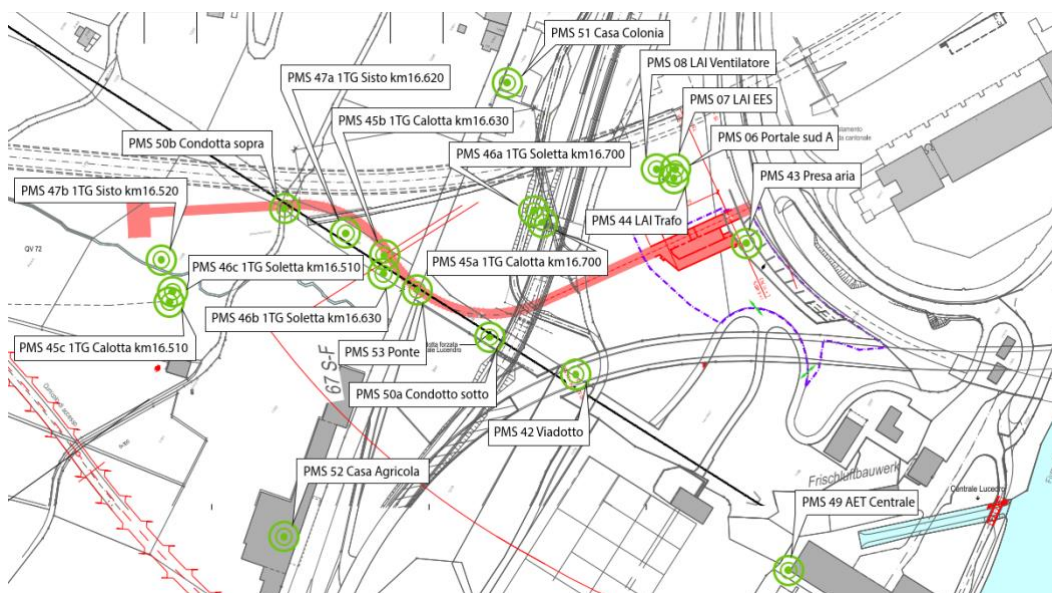 PMS 51 Casa Colonia
PMS 08 LAI Ventilatore
PMS 47a 1TG Sisto km16.620
PMS 07 LAI EES
PMS 45b 1TG Calotta km16.630
PMS 06 Portale sud A
PMS 50b Condotta sopra
PMS 46a 1TG Soletta km16.700
PMS 43 Presa aria
PMS 47b 1TG Sisto km16.520
PMS 44 LAI Trafo
QV 72
PMS 46c 1TG Soletta km16.510
PMS 45a 1TG Calotta km16.700
PMS 46b 1TG Soletta km16.630
PMS 45c 1TG Calotta km16.510
PMS 53 Ponte
67 S-F
PMS 50a Condotto sotto
PMS 42 Viadotto
PMS 52 Casa Agricola
Frischluftbauwerk
PMS 49 AET Centrale